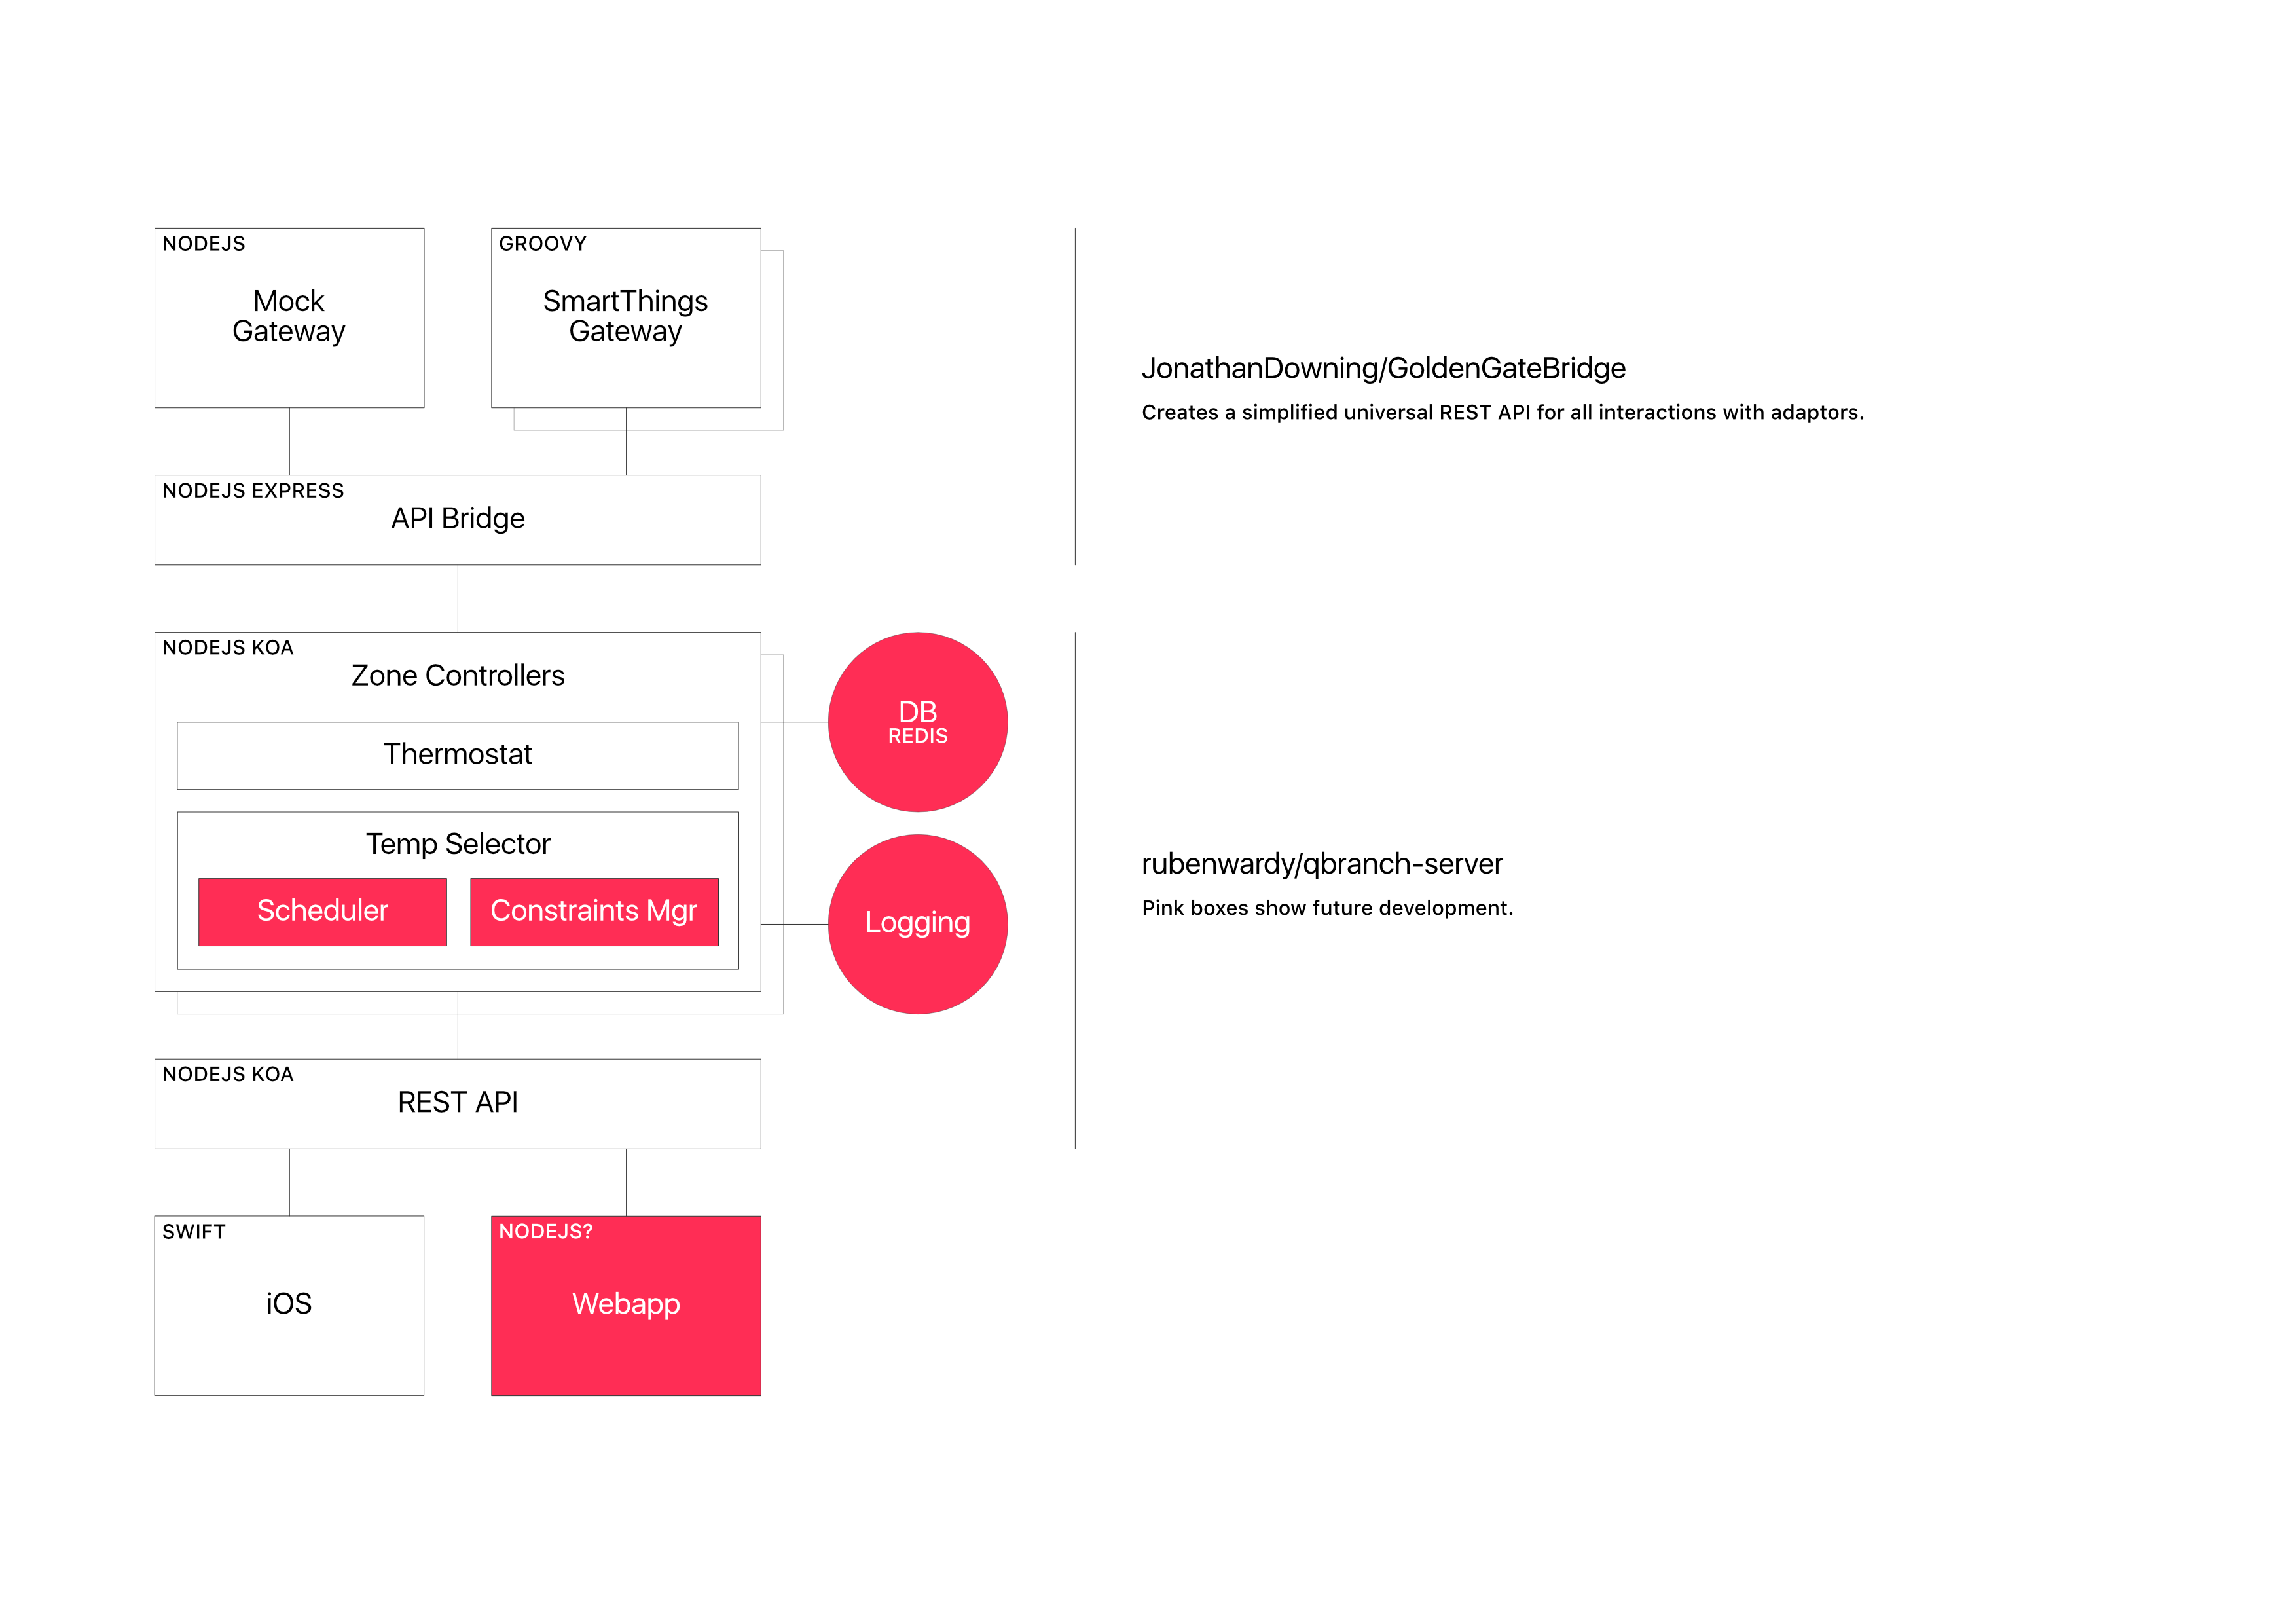 NODEJS
Mock
Gateway
GROOVY
SmartThings
Gateway
JonathanDowning/GoldenGateBridge
Creates a simplified universal REST API for all interactions with adaptors.
NODEJS EXPRESS
API Bridge
NODEJS KOA
Zone Controllers
Thermostat
Temp Selector
Scheduler
Constraints Mgr
DB
REDIS
Logging
rubenwardy/qbranch-server
Pink boxes show future development.
NODEJS KOA
REST API
SWIFT
iOS
NODEJS?
Webapp